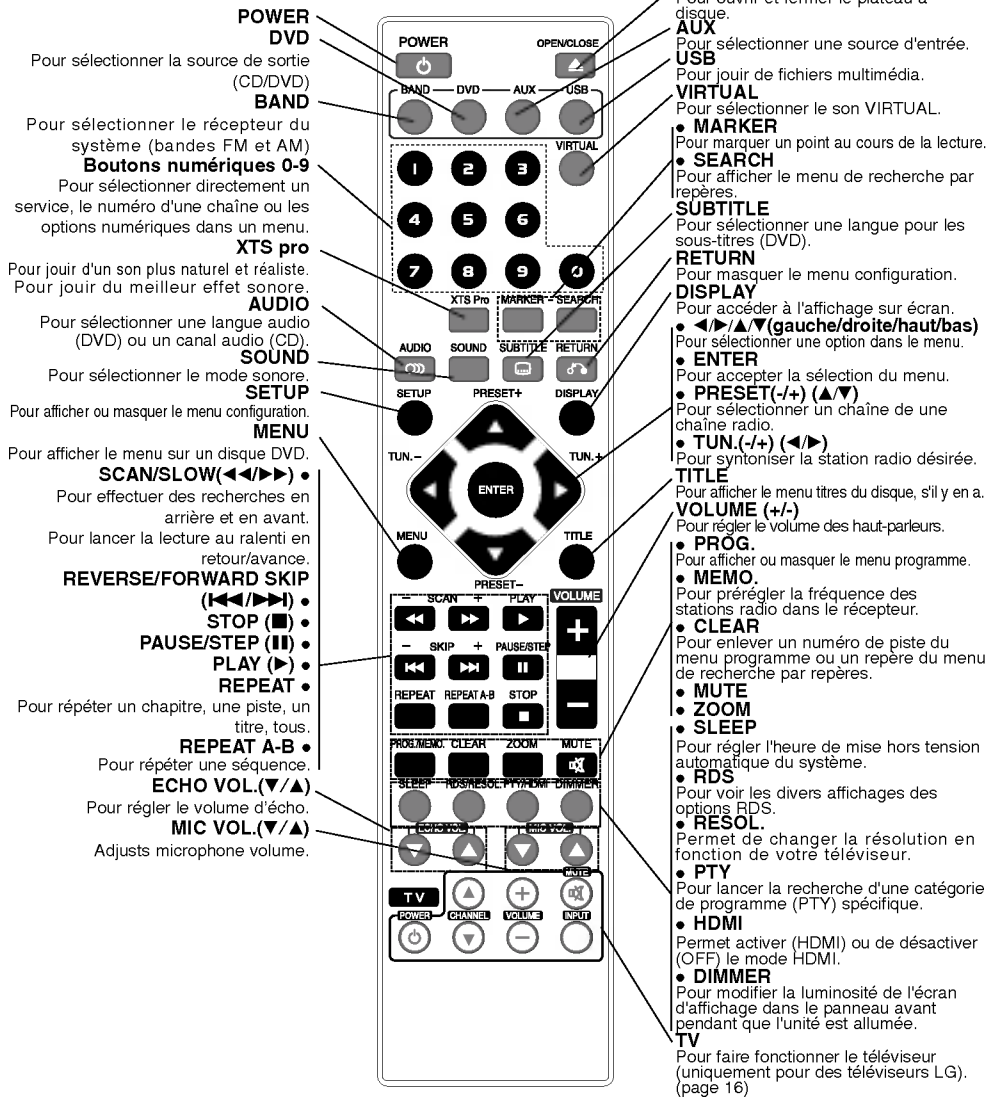 POWER
DVD
Pour sélectionner la source de sortie
(CD/DVD)
BAND
Pour sélectionner le récepteur du
système (bandes FM et AM)
Boutons numériques 0-9
Pour sélectionner directement un
service, le numéro d'une chaîne ou les
options numériques dans un menu.
XTS pro
Pour jouir d'un son plus naturel et réaliste.
Pour jouir du meilleur effet sonore.
AUDIO
Pour sélectionner une langue audio
(DVD) ou un canal audio (CD).
SOUND
Pour sélectionner le mode sonore.
SETUP
Pour afficher ou masquer le menu configuration.
MENU
Pour afficher le menu sur un disque DVD.
SCAN/SLOW(◄◄/►►) ●
Pour effectuer des recherches en
arrière et en avant.
Pour lancer la lecture au ralenti en
retour/avance.
REVERSE/FORWARD SKIP
(I◄◄/►►I) ●
STOP (■) ●
PAUSE/STEP (II) ●
PLAY (►) ●
REPEAT ●
Pour répéter un chapitre, une piste, un
titre, tous.
REPEAT A-B ●
Pour répéter une séquence.
ECHO VOL.(▼/▲)
Pour régler le volume d'écho.
MIC VOL.(▼/▲)
Adjusts microphone volume.
POWER
OPEN/CLOSE
BAND
DVD
AUX
USB
VIRTUAL
1
2
3
4
5
6
7
8
9
0
XTS Pro
MARKER
SEARCH
AUDIO
SOUND
SUBTITLE
RETURN
SETUP
PRESET+
DISPLAY
TUN.-
TUN.+
ENTER
MENU
TITLE
PRESET-
- SCAN +
PLAY
VOLUME
+
- SKIP +
PAUSE/STEP
REPEAT
REPEAT A-B
STOP
-
PROG./MEMO.
CLEAR
ZOOM
MUTE
SLEEP
RDS/RESOL.
PTY/HDMI
DIMMER
ECHO VOL.
MIC VOL.
MUTE
TV
POWER
CHANNEL
VOLUME
INPUT
Pour ouvrir et fermer le plateau à
disque.
AUX
Pour sélectionner une source d'entrée.
USB
Pour jouir de fichiers multimédia.
VIRTUAL
Pour sélectionner le son VIRTUAL.
● MARKER
Pour marquer un point au cours de la lecture.
● SEARCH
Pour afficher le menu de recherche par
repères.
SUBTITLE
Pour sélectionner une langue pour les
sous-titres (DVD).
RETURN
Pour masquer le menu configuration.
DISPLAY
Pour accéder à l'affichage sur écran.
● ◄/►/▲/▼(gauche/droite/haut/bas)
Pour sélectionner une option dans le menu.
● ENTER
Pour accepter la sélection du menu.
● PRESET(-/+) (▲/▼)
Pour sélectionner un chaîne de une
chaîne radio.
● TUN.(-/+) (◄/►)
Pour syntoniser la station radio désirée.
TITLE
Pour afficher le menu titres du disque, s'il y en a.
VOLUME (+/-)
Pour régler le volume des haut-parleurs.
● PROG.
Pour afficher ou masquer le menu programme.
● MEMO.
Pour prérégler la fréquence des
stations radio dans le récepteur.
● CLEAR
Pour enlever un numéro de piste du
menu programme ou un repère du menu
de recherche par repères.
● MUTE
● ZOOM
● SLEEP
Pour régler l'heure de mise hors tension
automatique du système.
● RDS
Pour voir les divers affichages des
options RDS.
● RESOL.
Permet de changer la résolution en
fonction de votre téléviseur.
● PTY
Pour lancer la recherche d'une catégorie
de programme (PTY) spécifique.
● HDMI
Permet activer (HDMI) ou de désactiver
(OFF) le mode HDMI.
● DIMMER
Pour modifier la luminosité de l'écran
d'affichage dans le panneau avant
pendant que l'unité est allumée.
TV
Pour faire fonctionner le téléviseur
(uniquement pour des téléviseurs LG).
(page 16)